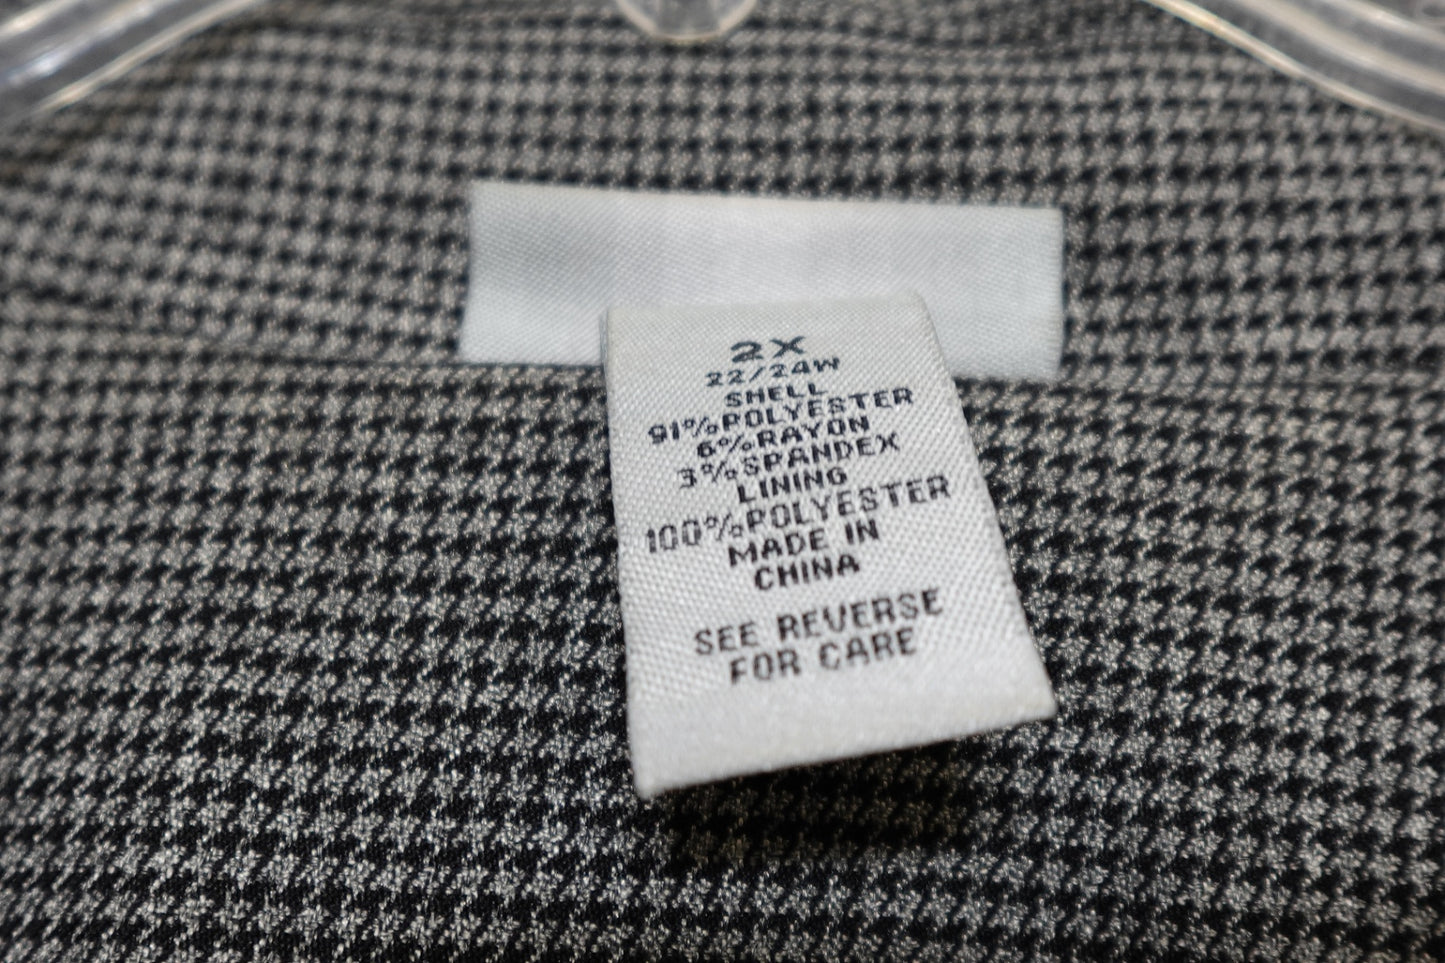 2X
22/24W
SHELL
91%POLYESTER
6%RAYON
3%SPANDEX
LINING
100%POLYESTER
MADE IN
CHINA
SEE REVERSE
FOR CARE